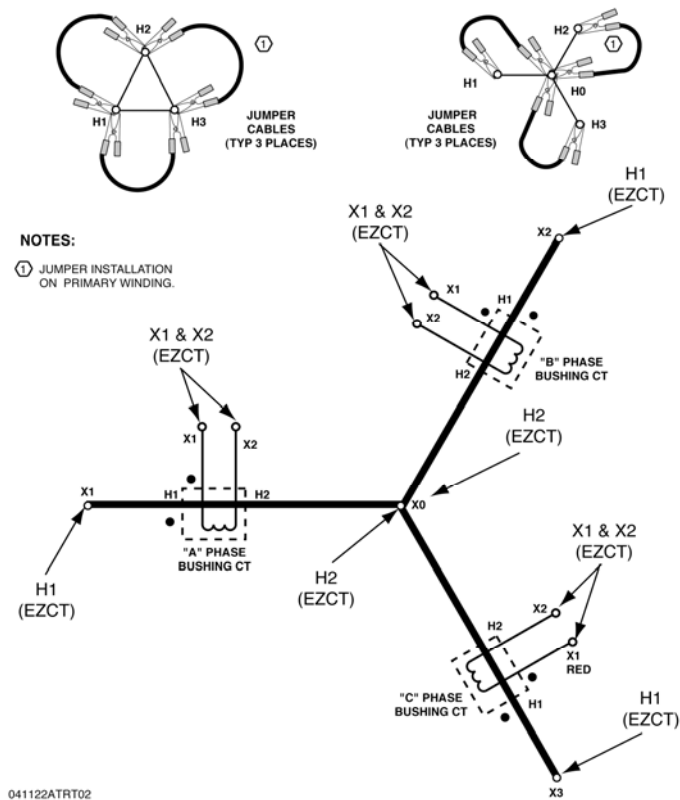 H2
1
H1
H3
JUMPER
CABLES
(TYP 3 PLACES)
H2
1
H1
H0
H3
JUMPER
CABLES
(TYP 3 PLACES)
NOTES:
1 JUMPER INSTALLATION
ON PRIMARY WINDING.
H1
(EZCT)
X1 & X2
(EZCT)
X2
X1
X2
H1
H2
"B" PHASE
BUSHING CT
X1 & X2
(EZCT)
X1
X2
H2
(EZCT)
X1
H1
H2
X0
"A" PHASE
BUSHING CT
H1
(EZCT)
H2
(EZCT)
X1 & X2
(EZCT)
X2
H2
X1
RED
"C" PHASE
BUSHING CT
H1
H1
(EZCT)
X3
041122ATRT02